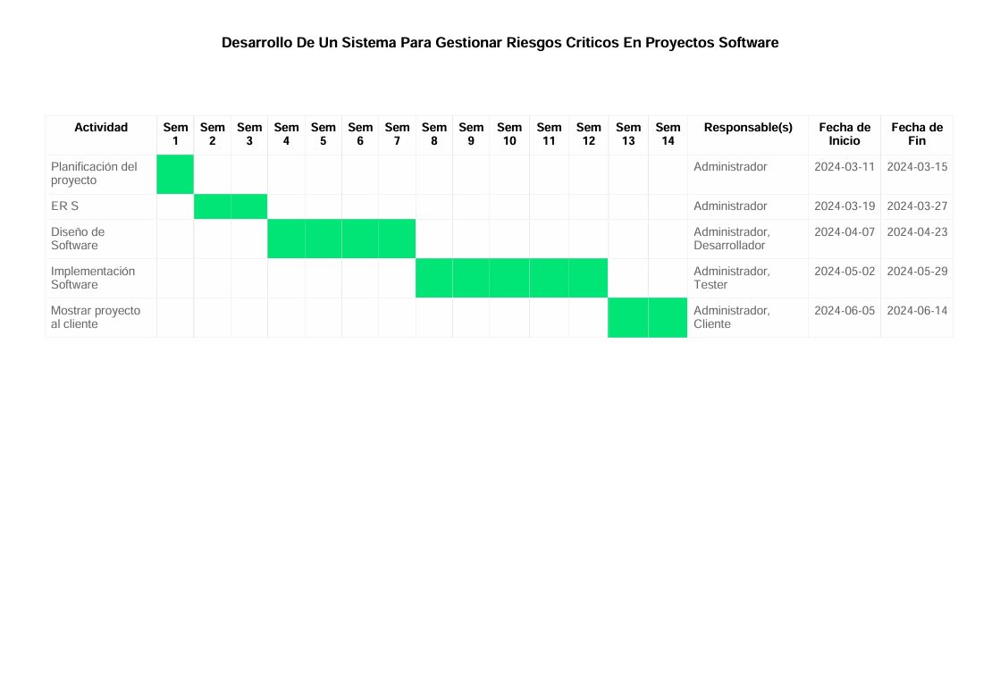 Desarrollo De Un Sistema Para Gestionar Riesgos Criticos En Proyectos Software
Actividad Sem 1 Sem 2 Sem 3 Sem 4 Sem 5 Sem 6 Sem 7 Sem 8 Sem 9 Sem 10 Sem 11 Sem 12 Sem 13 Sem 14 Responsable(s) Fecha de Inicio Fecha de Fin
Planificación del proyecto Administrador 2024-03-11 2024-03-15
ER S Administrador 2024-03-19 2024-03-27
Diseño de Software Administrador, Desarrollador 2024-04-07 2024-04-23
Implementación Software Administrador, Tester 2024-05-02 2024-05-29
Mostrar proyecto al cliente Administrador, Cliente 2024-06-05 2024-06-14